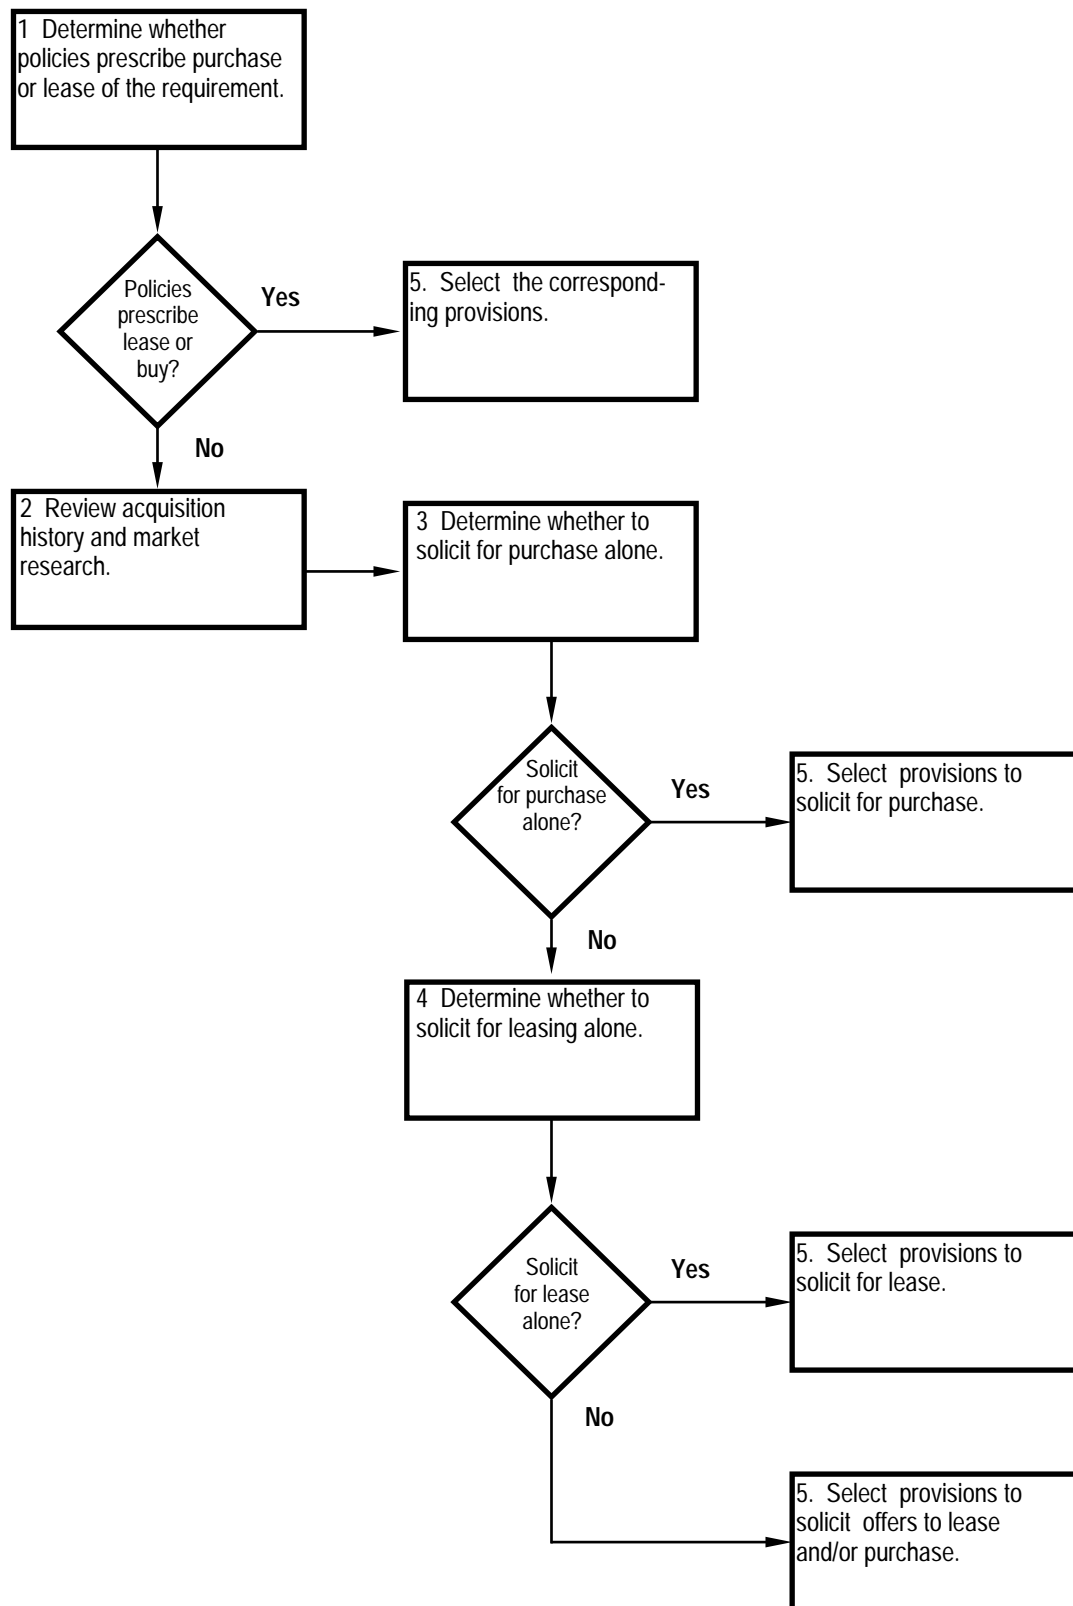 1 Determine whether
policies prescribe purchase
or lease of the requirement.
Policies
prescribe
lease or
buy?
Yes
5. Select the correspond-
ing provisions.
No
2 Review acquisition
history and market
research.
3 Determine whether to
solicit for purchase alone.
Solicit
for purchase
alone?
Yes
5. Select provisions to
solicit for purchase.
No
4 Determine whether to
solicit for leasing alone.
Solicit
for lease
alone?
Yes
5. Select provisions to
solicit for lease.
No
5. Select provisions to
solicit offers to lease
and/or purchase.